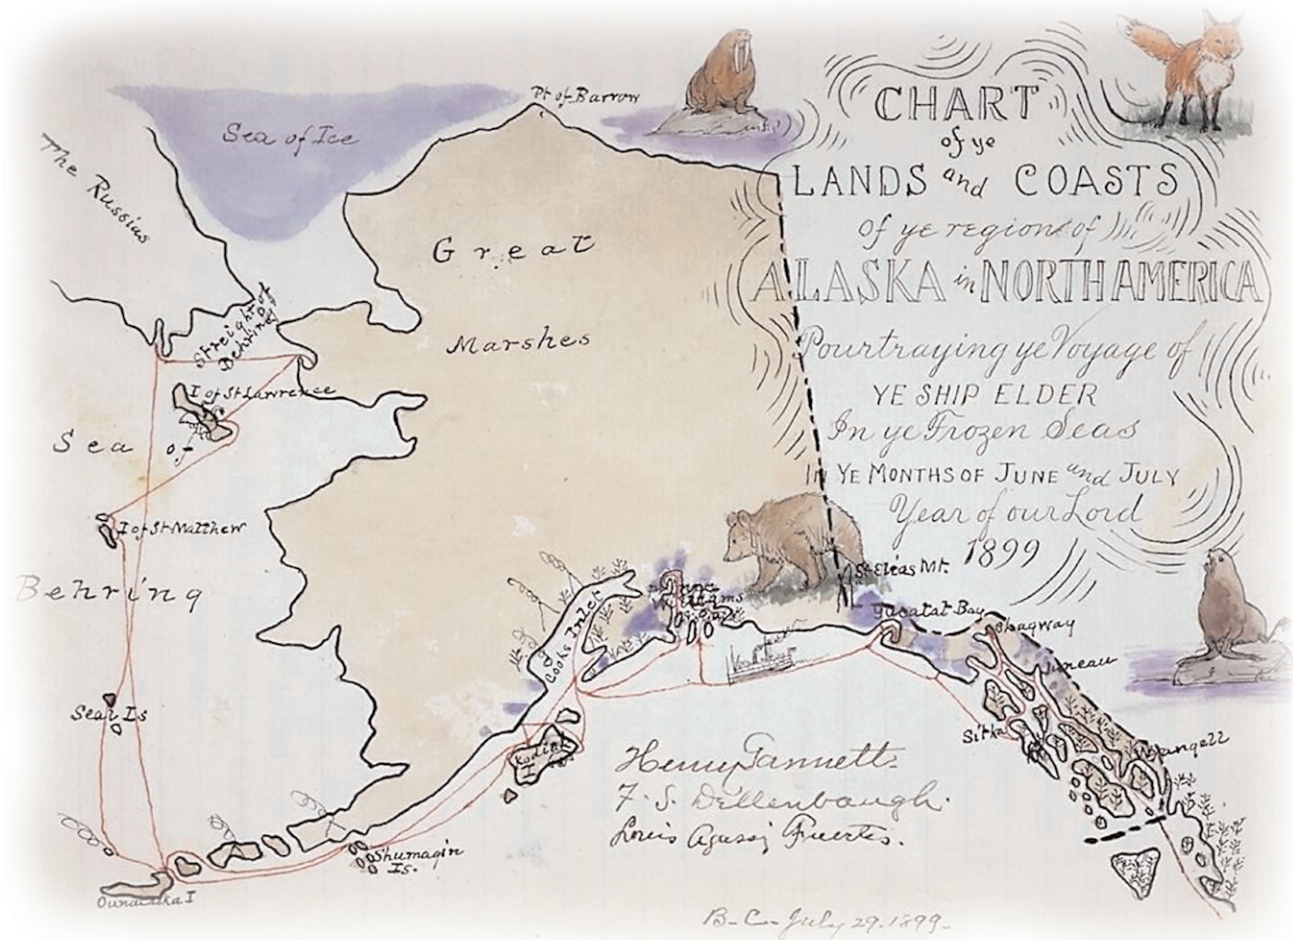 CHART
of ye
LANDS and COASTS
of ye regions of
ALASKA in NORTH AMERICA
Pourtraying ye Voyage of
YE SHIP ELDER
In ye Frozen Seas
IN YE MONTHS OF JUNE and JULY
Year of our Lord
1899
Pt of Barrow
Sea of Ice
The Russias
Great
Marshes
Streight of
Behring
I of St Lawrence
Sea
of
I of St Matthew
Behring
Seal Is
Ounalaska I
Shumagin
Is.
Kodiak
I
Cooks Inlet
St Elias Mt.
Yacatat Bay
Skagway
Juneau
Sitka
Wrangell
Henry Gannett.
F. S. Dellenbaugh.
Louis Agassiz Fuertes.
B-C-July 29-1899-